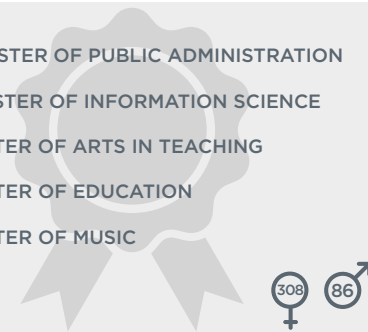 STER OF PUBLIC ADMINISTRATION
STER OF INFORMATION SCIENCE
TER OF ARTS IN TEACHING
TER OF EDUCATION
TER OF MUSIC
308 86